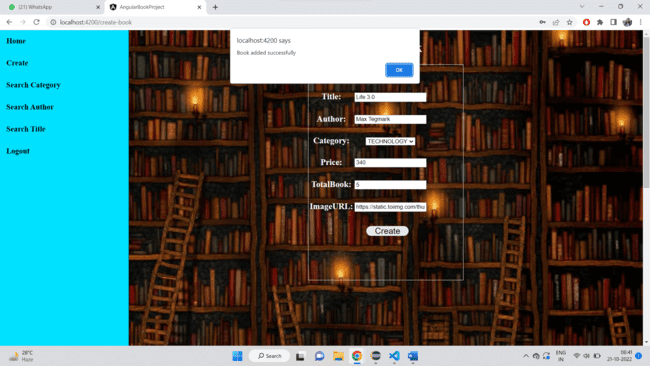 (21) WhatsApp
AngularBookProject
localhost:4200/create-book
localhost:4200 says
Book added successfully
OK
Home
Create
Search Category
Search Author
Search Title
Logout
Title: Life 3.0
Author: Max Tegmark
Category: TECHNOLOGY
Price: 340
TotalBook: 5
ImageURL: https://static.toiimg.com/thu
Create
28°C
Haze
Search
ENG
IN
06:41
21-10-2022